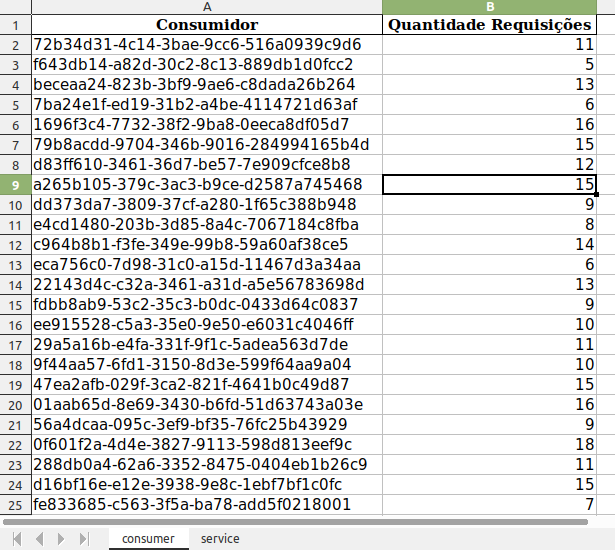 A B
1 Consumidor Quantidade Requisições
2 72b34d31-4c14-3bae-9cc6-516a0939c9d6 11
3 f643db14-a82d-30c2-8c13-889db1d0fcc2 5
4 beceaa24-823b-3bf9-9ae6-c8dada26b264 13
5 7ba24e1f-ed19-31b2-a4be-4114721d63af 6
6 1696f3c4-7732-38f2-9ba8-0eeca8df05d7 16
7 79b8acdd-9704-346b-9016-284994165b4d 15
8 d83ff610-3461-36d7-be57-7e909cfce8b8 12
9 a265b105-379c-3ac3-b9ce-d2587a745468 15
10 dd373da7-3809-37cf-a280-1f65c388b948 9
11 e4cd1480-203b-3d85-8a4c-7067184c8fba 8
12 c964b8b1-f3fe-349e-99b8-59a60af38ce5 14
13 eca756c0-7d98-31c0-a15d-11467d3a34aa 6
14 22143d4c-c32a-3461-a31d-a5e56783698d 13
15 fdbb8ab9-53c2-35c3-b0dc-0433d64c0837 9
16 ee915528-c5a3-35e0-9e50-e6031c4046ff 10
17 29a5a16b-e4fa-331f-9f1c-5adea563d7de 11
18 9f44aa57-6fd1-3150-8d3e-599f64aa9a04 10
19 47ea2afb-029f-3ca2-821f-4641b0c49d87 15
20 01aab65d-8e69-3430-b6fd-51d63743a03e 16
21 56a4dcaa-095c-3ef9-bf35-76fc25b43929 9
22 0f601f2a-4d4e-3827-9113-598d813eef9c 18
23 288db0a4-62a6-3352-8475-0404eb1b26c9 11
24 d16bf16e-e12e-3938-9e8c-1ebf7bf1c0fc 15
25 fe833685-c563-3f5a-ba78-add5f0218001 7
consumer service